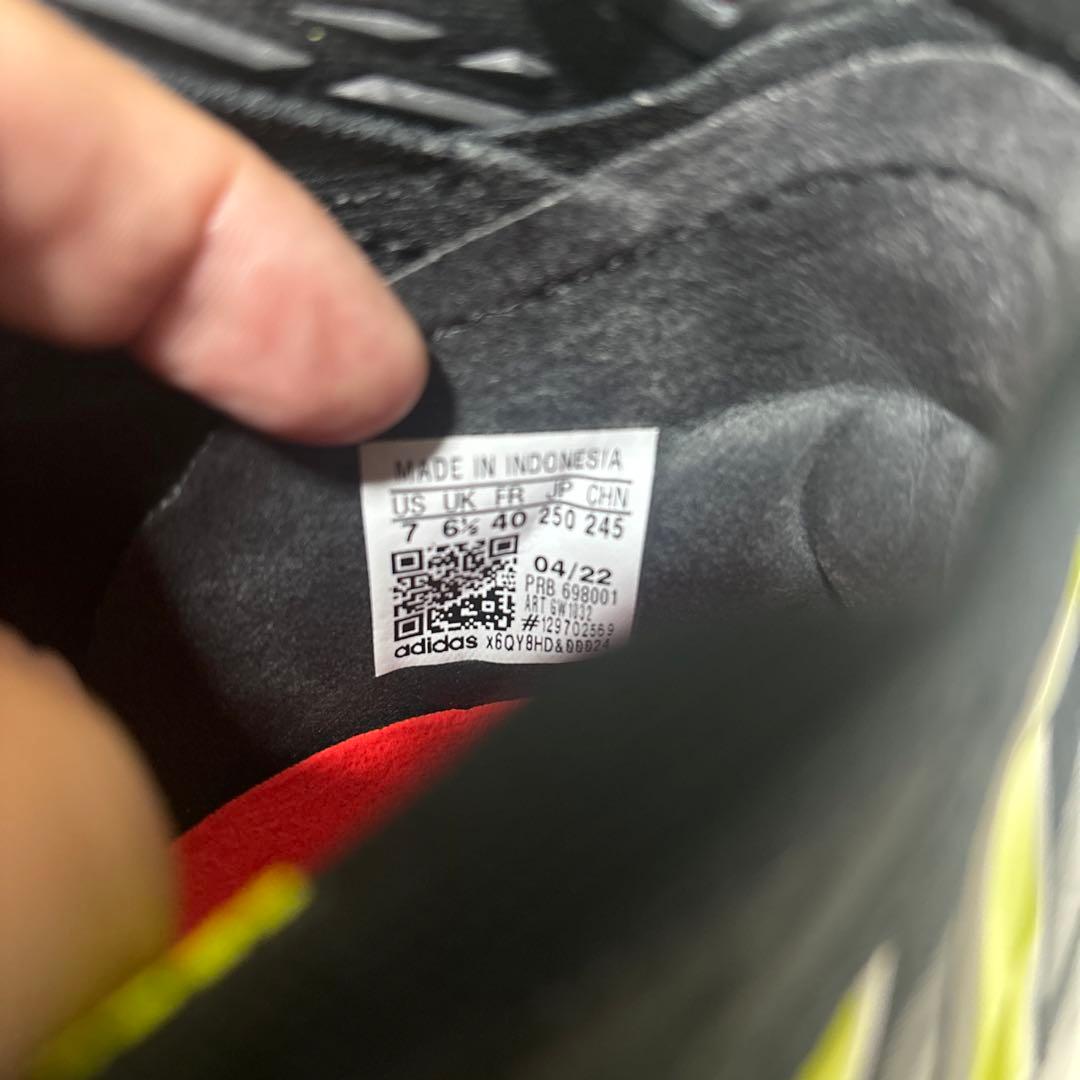 MADE IN INDONESIA
US UK FR JP CHN
7 6½ 40 250 245
04/22
PRB 698001
ART GW1032
#129702569
adidas X6QY8HD&00024